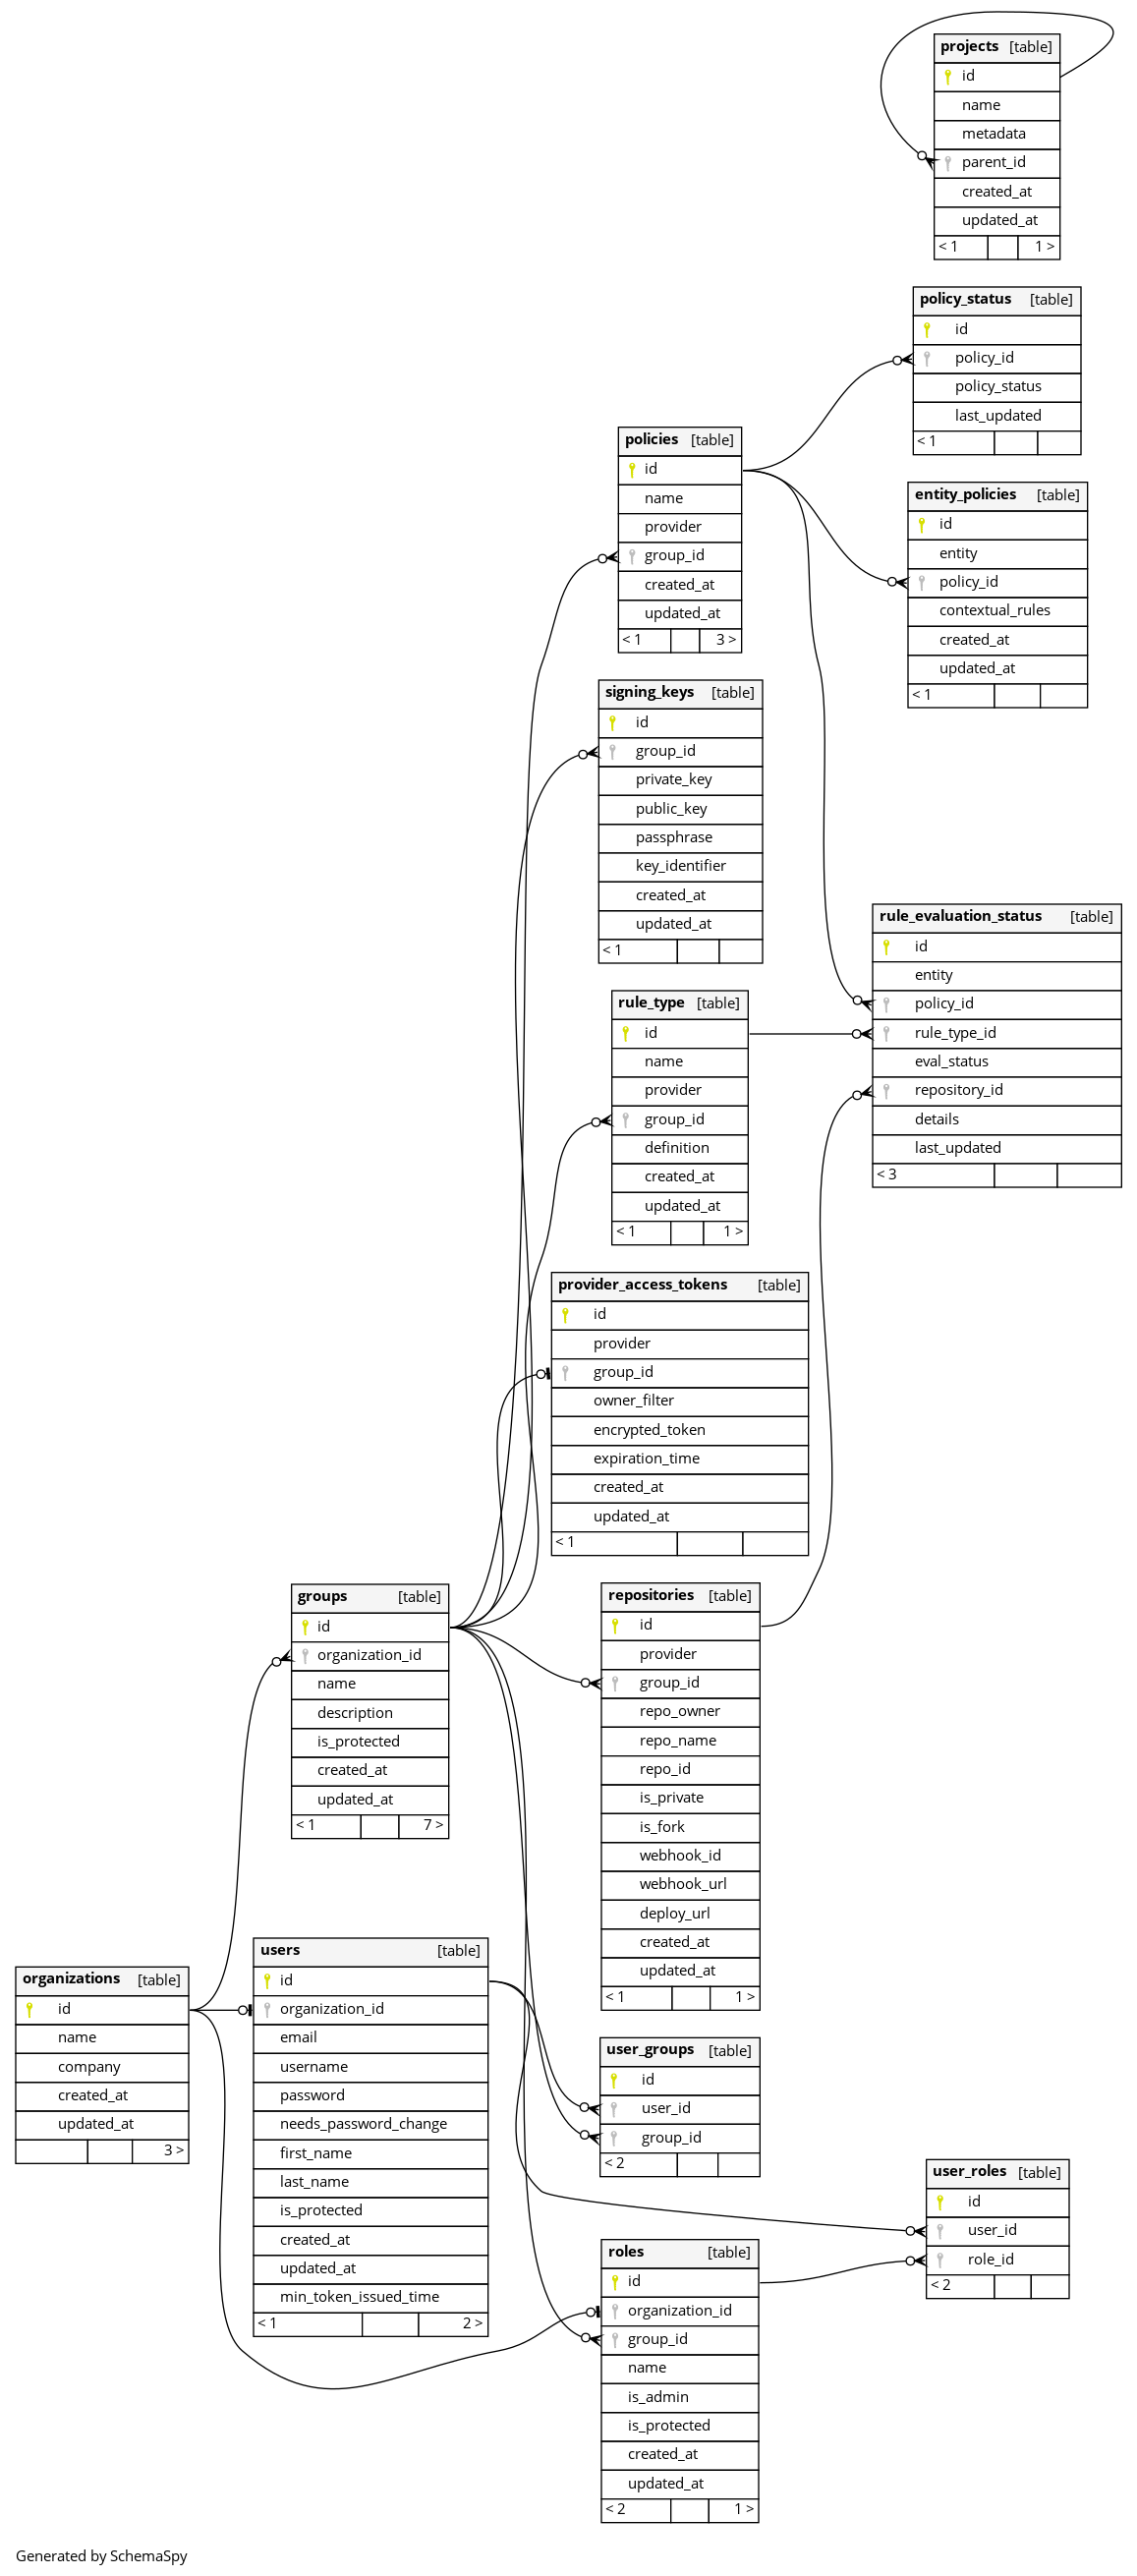 projects [table]
id
name
metadata
parent_id
created_at
updated_at
< 1 1 >
policy_status [table]
id
policy_id
policy_status
last_updated
< 1
policies [table]
id
name
provider
group_id
created_at
updated_at
< 1 3 >
entity_policies [table]
id
entity
policy_id
contextual_rules
created_at
updated_at
< 1
signing_keys [table]
id
group_id
private_key
public_key
passphrase
key_identifier
created_at
updated_at
< 1
rule_evaluation_status [table]
id
entity
policy_id
rule_type_id
eval_status
repository_id
details
last_updated
< 3
rule_type [table]
id
name
provider
group_id
definition
created_at
updated_at
< 1 1 >
provider_access_tokens [table]
id
provider
group_id
owner_filter
encrypted_token
expiration_time
created_at
updated_at
< 1
groups [table]
id
organization_id
name
description
is_protected
created_at
updated_at
< 1 7 >
repositories [table]
id
provider
group_id
repo_owner
repo_name
repo_id
is_private
is_fork
webhook_id
webhook_url
deploy_url
created_at
updated_at
< 1 1 >
organizations [table]
id
name
company
created_at
updated_at
3 >
users [table]
id
organization_id
email
username
password
needs_password_change
first_name
last_name
is_protected
created_at
updated_at
min_token_issued_time
< 1 2 >
user_groups [table]
id
user_id
group_id
< 2
user_roles [table]
id
user_id
role_id
< 2
roles [table]
id
organization_id
group_id
name
is_admin
is_protected
created_at
updated_at
< 2 1 >
Generated by SchemaSpy